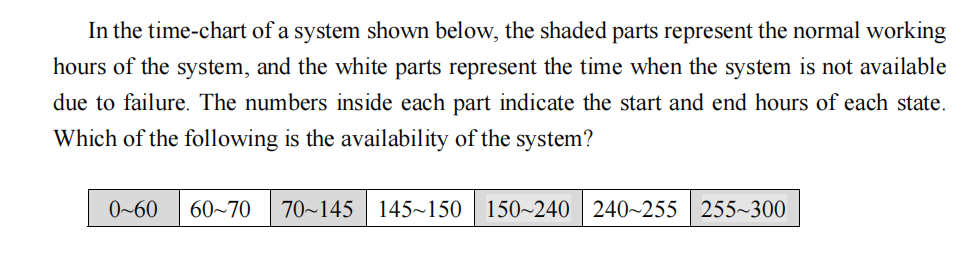 In the time-chart of a system shown below, the shaded parts represent the normal working
hours of the system, and the white parts represent the time when the system is not available
due to failure. The numbers inside each part indicate the start and end hours of each state.
Which of the following is the availability of the system?
0~60 60~70 70~145 145~150 150~240 240~255 255~300